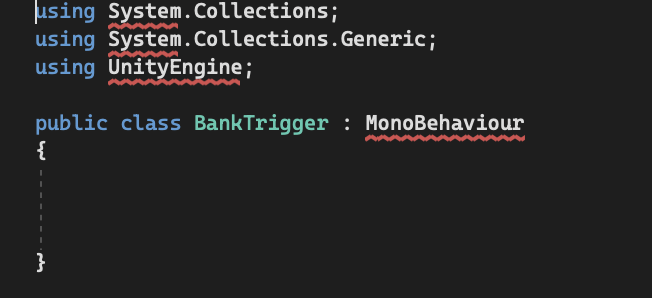 using System.Collections;
using System.Collections.Generic;
using UnityEngine;
public class BankTrigger : MonoBehaviour
{
}